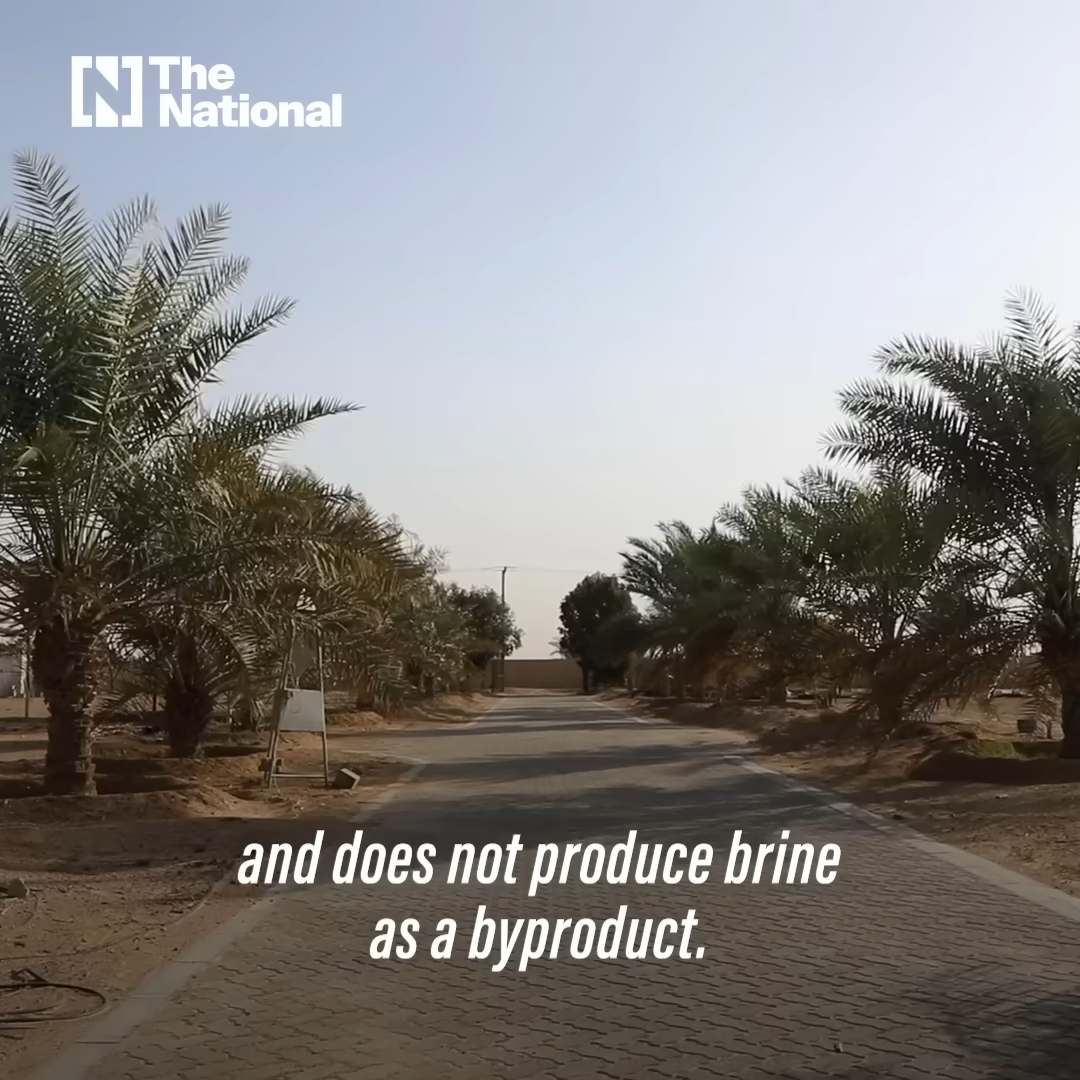 The
National
and does not produce brine
as a byproduct.